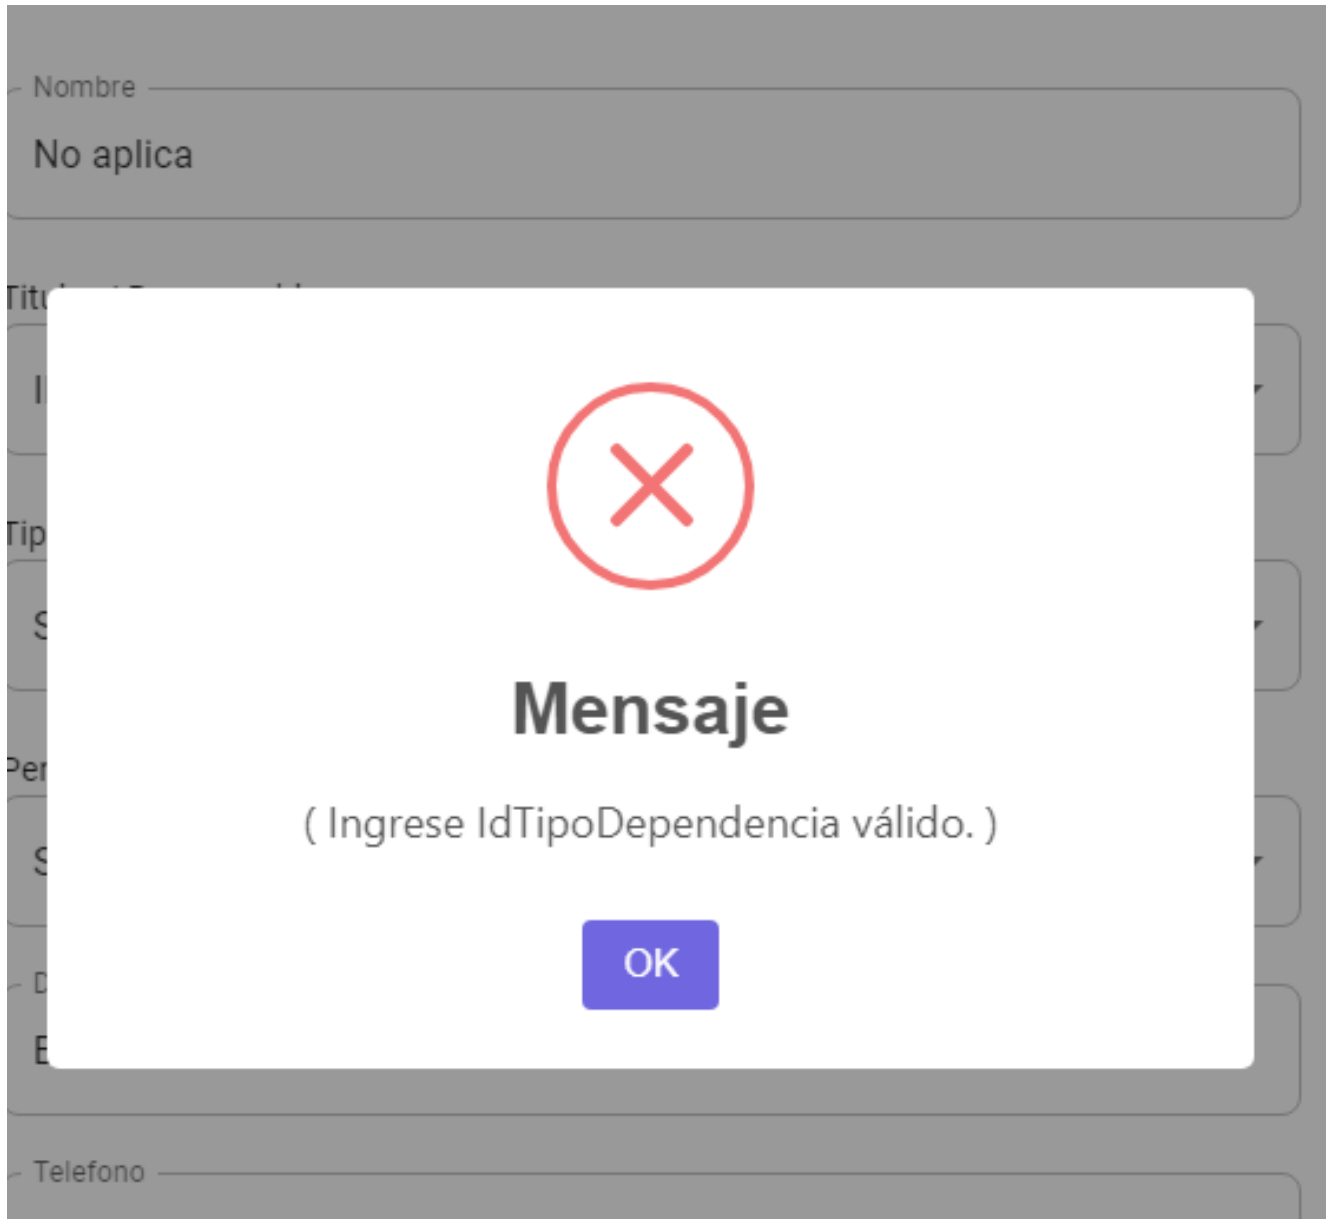 Nombre
No aplica
Mensaje
( Ingrese IdTipoDependencia válido. )
OK
Telefono